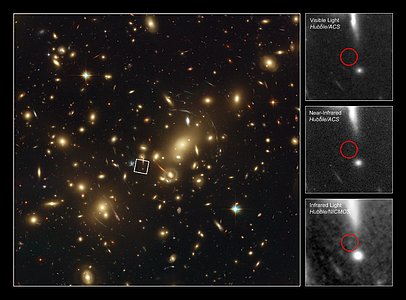 Visible Light
Hubble/ACS
Near-Infrared
Hubble/ACS
Infrared Light
Hubble/NICMOS